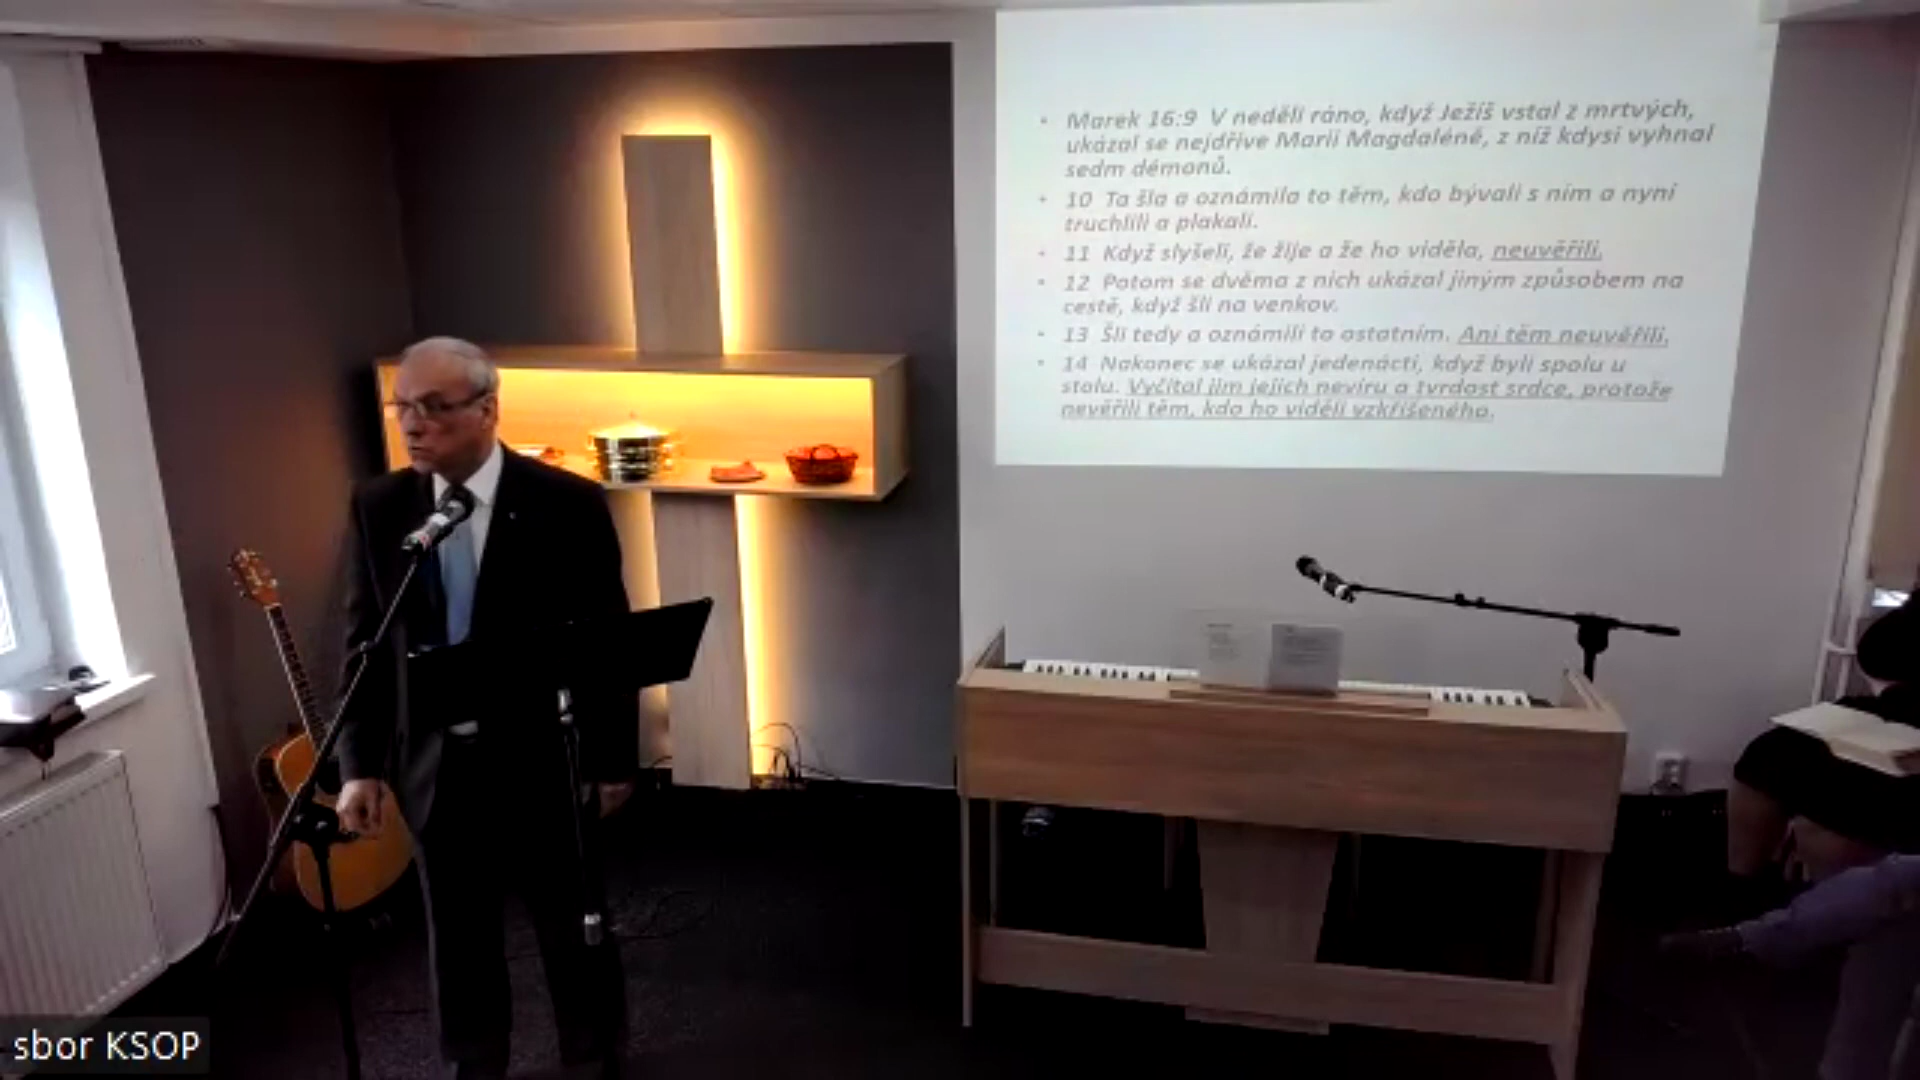 • Marek 16:9 V neděli ráno, když Ježíš vstal z mrtvých,
ukázal se nejdříve Marii Magdaléně, z níž kdysi vyhnal
sedm démonů.
• 10 Ta šla a oznámila to těm, kdo bývali s ním a nyní
truchlili a plakali.
• 11 Když slyšeli, že žije a že ho viděla, neuvěřili.
• 12 Potom se dvěma z nich ukázal jiným způsobem na
cestě, když šli na venkov.
• 13 Šli tedy a oznámili to ostatním. Ani těm neuvěřili.
• 14 Nakonec se ukázal jedenácti, když byli spolu u
stolu. Vyčítal jim jejich nevíru a tvrdost srdce, protože
nevěřili těm, kdo ho viděli vzkříšeného.
sbor KSOP